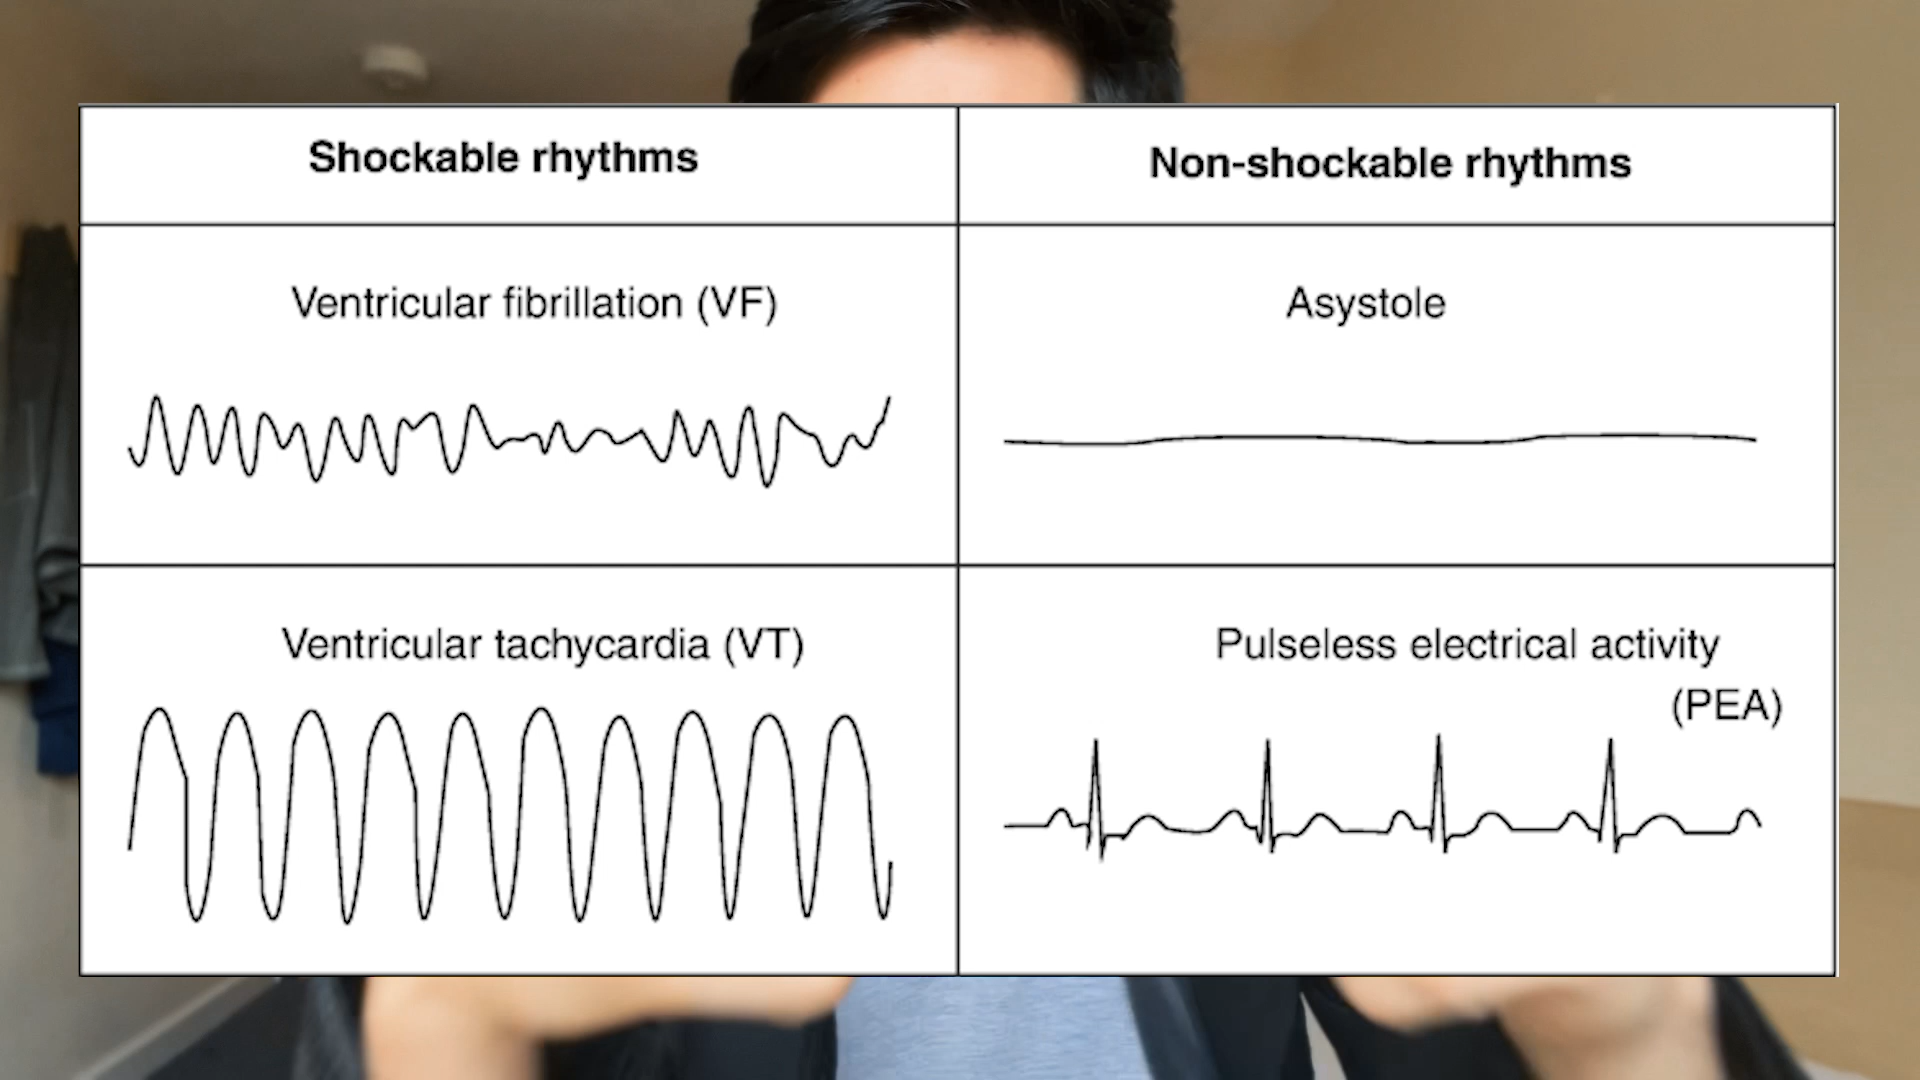 Shockable rhythms
Non-shockable rhythms
Ventricular fibrillation (VF)
Asystole
Ventricular tachycardia (VT)
Pulseless electrical activity
(PEA)